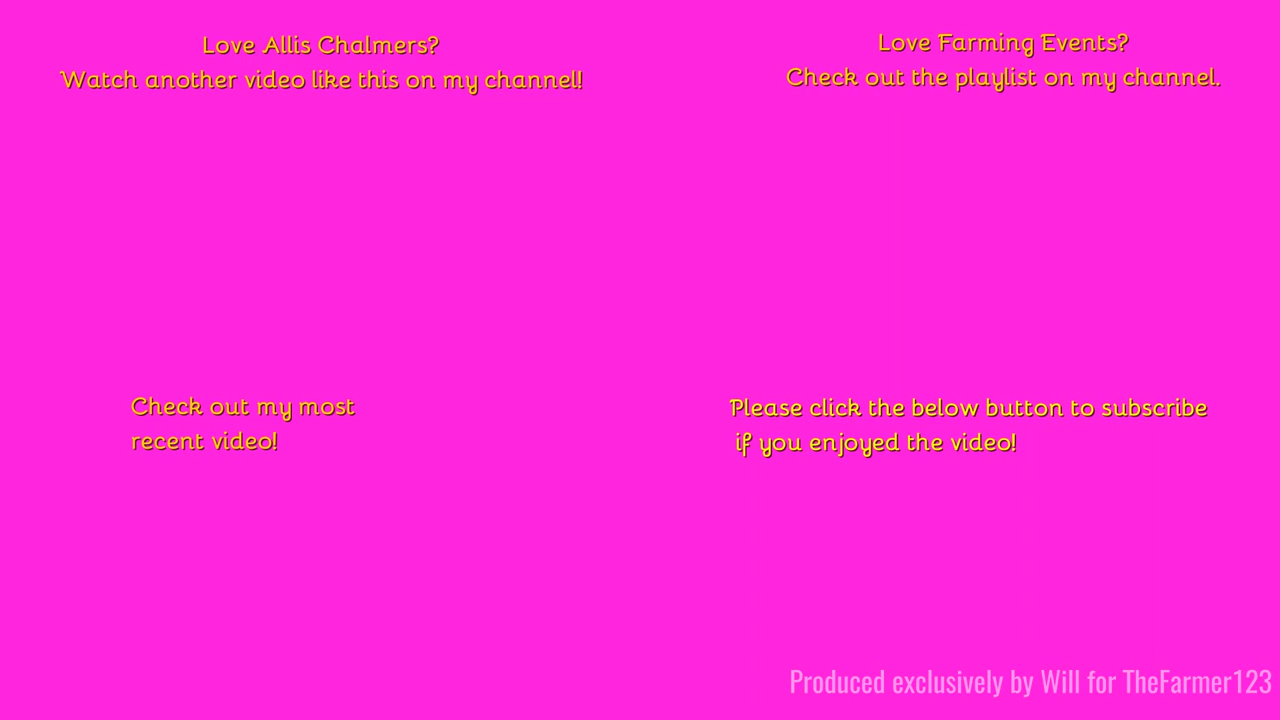 Love Allis Chalmers?
Watch another video like this on my channel!
Love Farming Events?
Check out the playlist on my channel.
Check out my most
recent video!
Please click the below button to subscribe
if you enjoyed the video!
Produced exclusively by Will for TheFarmer123